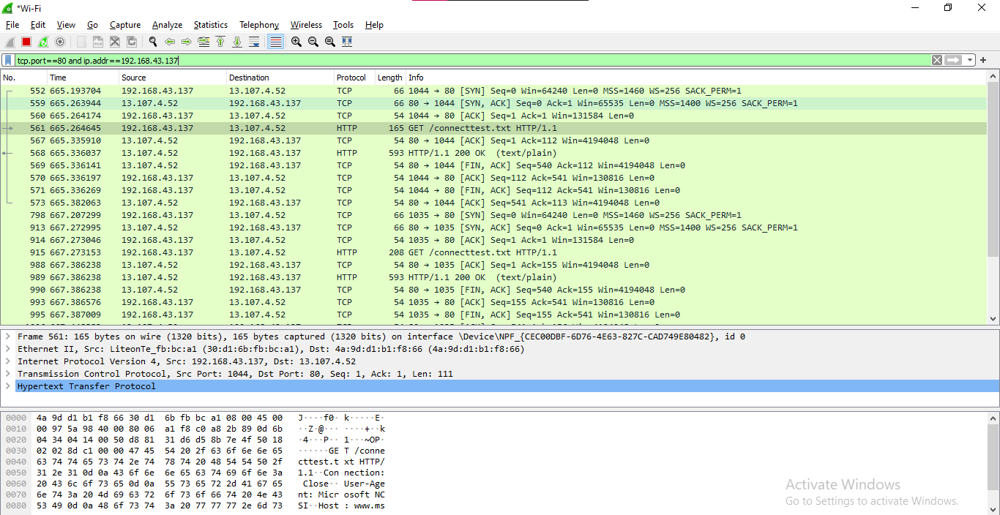 *Wi-Fi
File Edit View Go Capture Analyze Statistics Telephony Wireless Tools Help
tcp.port==80 and ip.addr==192.168.43.137
No. Time Source Destination Protocol Length Info
552 665.193704 192.168.43.137 13.107.4.52 TCP 66 1044 → 80 [SYN] Seq=0 Win=64240 Len=0 MSS=1460 WS=256 SACK_PERM=1
559 665.263944 13.107.4.52 192.168.43.137 TCP 66 80 → 1044 [SYN, ACK] Seq=0 Ack=1 Win=65535 Len=0 MSS=1400 WS=256 SACK_PERM=1
560 665.264174 192.168.43.137 13.107.4.52 TCP 54 1044 → 80 [ACK] Seq=1 Ack=1 Win=131584 Len=0
561 665.264645 192.168.43.137 13.107.4.52 HTTP 165 GET /connecttest.txt HTTP/1.1
567 665.335910 13.107.4.52 192.168.43.137 TCP 54 80 → 1044 [ACK] Seq=1 Ack=112 Win=4194048 Len=0
568 665.336037 13.107.4.52 192.168.43.137 HTTP 593 HTTP/1.1 200 OK (text/plain)
569 665.336141 13.107.4.52 192.168.43.137 TCP 54 80 → 1044 [FIN, ACK] Seq=540 Ack=112 Win=4194048 Len=0
570 665.336197 192.168.43.137 13.107.4.52 TCP 54 1044 → 80 [ACK] Seq=112 Ack=541 Win=130816 Len=0
571 665.336269 192.168.43.137 13.107.4.52 TCP 54 1044 → 80 [FIN, ACK] Seq=112 Ack=541 Win=130816 Len=0
573 665.382063 13.107.4.52 192.168.43.137 TCP 54 80 → 1044 [ACK] Seq=541 Ack=113 Win=4194048 Len=0
798 667.207299 192.168.43.137 13.107.4.52 TCP 66 1035 → 80 [SYN] Seq=0 Win=64240 Len=0 MSS=1460 WS=256 SACK_PERM=1
913 667.272995 13.107.4.52 192.168.43.137 TCP 66 80 → 1035 [SYN, ACK] Seq=0 Ack=1 Win=65535 Len=0 MSS=1400 WS=256 SACK_PERM=1
914 667.273046 192.168.43.137 13.107.4.52 TCP 54 1035 → 80 [ACK] Seq=1 Ack=1 Win=131584 Len=0
915 667.273153 192.168.43.137 13.107.4.52 HTTP 208 GET /connecttest.txt HTTP/1.1
988 667.386238 13.107.4.52 192.168.43.137 TCP 54 80 → 1035 [ACK] Seq=1 Ack=155 Win=4194048 Len=0
989 667.386238 13.107.4.52 192.168.43.137 HTTP 593 HTTP/1.1 200 OK (text/plain)
990 667.386238 13.107.4.52 192.168.43.137 TCP 54 80 → 1035 [FIN, ACK] Seq=540 Ack=155 Win=4194048 Len=0
993 667.386576 192.168.43.137 13.107.4.52 TCP 54 1035 → 80 [ACK] Seq=155 Ack=541 Win=130816 Len=0
995 667.387009 192.168.43.137 13.107.4.52 TCP 54 1035 → 80 [FIN, ACK] Seq=155 Ack=541 Win=130816 Len=0
Frame 561: 165 bytes on wire (1320 bits), 165 bytes captured (1320 bits) on interface \Device\NPF_{CEC00DBF-6D76-4E63-827C-CAD749E80482}, id 0
Ethernet II, Src: LiteonTe_fb:bc:a1 (30:d1:6b:fb:bc:a1), Dst: 4a:9d:d1:b1:f8:66 (4a:9d:d1:b1:f8:66)
Internet Protocol Version 4, Src: 192.168.43.137, Dst: 13.107.4.52
Transmission Control Protocol, Src Port: 1044, Dst Port: 80, Seq: 1, Ack: 1, Len: 111
Hypertext Transfer Protocol
0000 4a 9d d1 b1 f8 66 30 d1 6b fb bc a1 08 00 45 00 J····f0· k·····E·
0010 00 97 5a 98 40 00 80 06 a1 f8 c0 a8 2b 89 0d 6b ··Z·@··· ····+··k
0020 04 34 04 14 00 50 d8 81 31 d6 d5 8b 7e 4f 50 18 ·4···P·· 1···~OP·
0030 02 02 8d c1 00 00 47 45 54 20 2f 63 6f 6e 6e 65 ······GE T /conne
0040 63 74 74 65 73 74 2e 74 78 74 20 48 54 54 50 2f cttest.t xt HTTP/
0050 31 2e 31 0d 0a 43 6f 6e 6e 65 63 74 69 6f 6e 3a 1.1··Con nection:
0060 20 43 6c 6f 73 65 0d 0a 55 73 65 72 2d 41 67 65 Close·· User-Age
0070 6e 74 3a 20 4d 69 63 72 6f 73 6f 66 74 20 4e 43 nt: Micr osoft NC
0080 53 49 0d 0a 48 6f 73 74 3a 20 77 77 77 2e 6d 73 SI··Host : www.ms
Activate Windows
Go to Settings to activate Windows.